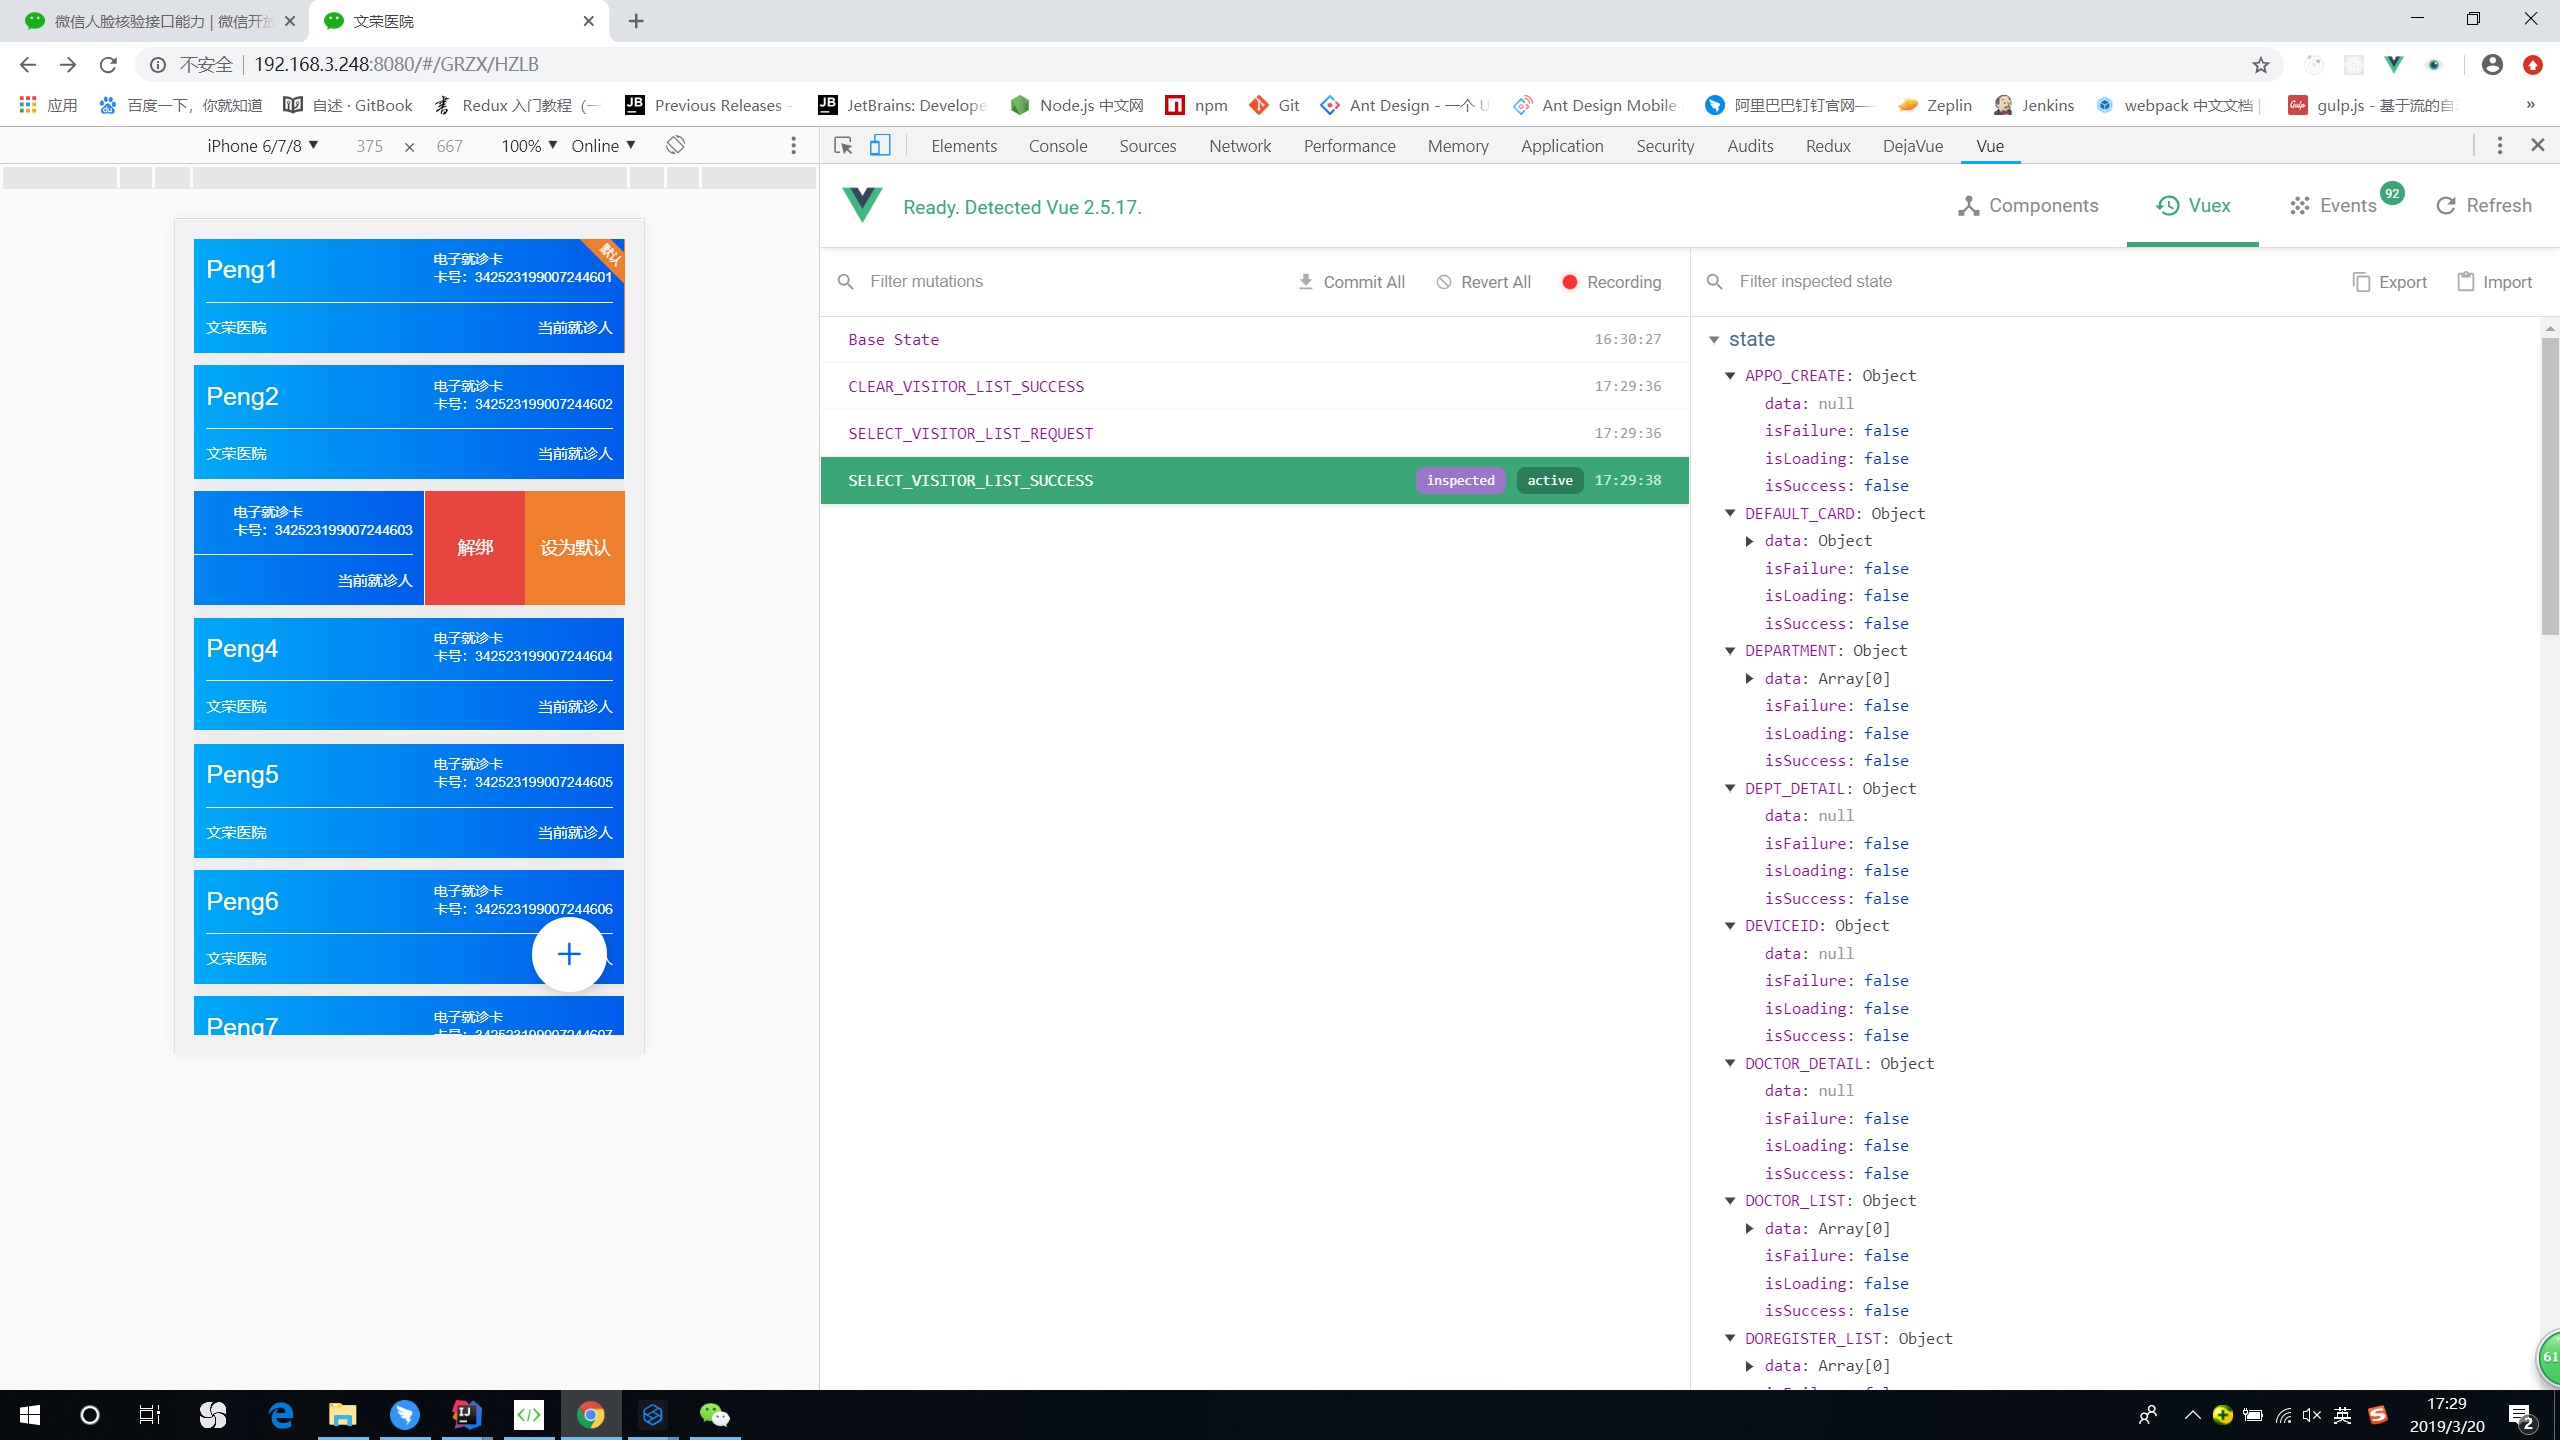 微信人脸核验接口能力 | 微信开放
文荣医院
不安全 192.168.3.248:8080/#/GRZX/HZLB
应用 百度一下，你就知道 自述 · GitBook Redux 入门教程（一 Previous Releases - JetBrains: Develope Node.js 中文网 npm Git Ant Design - 一个 U Ant Design Mobile 阿里巴巴钉钉官网— Zeplin Jenkins webpack 中文文档 | gulp.js - 基于流的自 »
iPhone 6/7/8 375 × 667 100% Online
Elements Console Sources Network Performance Memory Application Security Audits Redux DejaVue Vue
Ready. Detected Vue 2.5.17.
Components Vuex Events 92 Refresh
Filter mutations Commit All Revert All Recording
Filter inspected state Export Import
Peng1 电子就诊卡 默认
卡号：342523199007244601
文荣医院 当前就诊人
Peng2 电子就诊卡
卡号：342523199007244602
文荣医院 当前就诊人
电子就诊卡
卡号：342523199007244603
当前就诊人
解绑 设为默认
Peng4 电子就诊卡
卡号：342523199007244604
文荣医院 当前就诊人
Peng5 电子就诊卡
卡号：342523199007244605
文荣医院 当前就诊人
Peng6 电子就诊卡
卡号：342523199007244606
文荣医院
Peng7 电子就诊卡
卡号：342523199007244607
Base State 16:30:27
CLEAR_VISITOR_LIST_SUCCESS 17:29:36
SELECT_VISITOR_LIST_REQUEST 17:29:36
SELECT_VISITOR_LIST_SUCCESS inspected active 17:29:38
state
APPO_CREATE: Object
data: null
isFailure: false
isLoading: false
isSuccess: false
DEFAULT_CARD: Object
data: Object
isFailure: false
isLoading: false
isSuccess: false
DEPARTMENT: Object
data: Array[0]
isFailure: false
isLoading: false
isSuccess: false
DEPT_DETAIL: Object
data: null
isFailure: false
isLoading: false
isSuccess: false
DEVICEID: Object
data: null
isFailure: false
isLoading: false
isSuccess: false
DOCTOR_DETAIL: Object
data: null
isFailure: false
isLoading: false
isSuccess: false
DOCTOR_LIST: Object
data: Array[0]
isFailure: false
isLoading: false
isSuccess: false
DOREGISTER_LIST: Object
data: Array[0]
61
英
17:29
2019/3/20
2